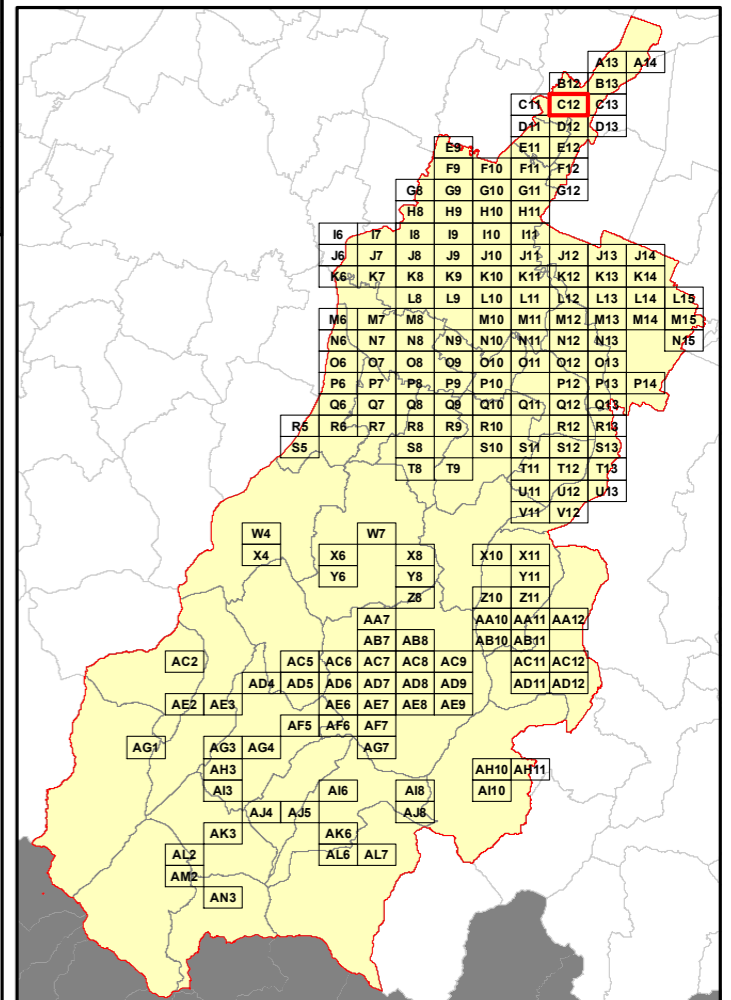 A13 A14
B12 B13
C11 C12 C13
D11 D12 D13
E9 E11 E12
F9 F10 F11 F12
G8 G9 G10 G11 G12
H8 H9 H10 H11
I6 I7 I8 I9 I10 I11
J6 J7 J8 J9 J10 J11 J12 J13 J14
K6 K7 K8 K9 K10 K11 K12 K13 K14
L8 L9 L10 L11 L12 L13 L14 L15
M6 M7 M8 M10 M11 M12 M13 M14 M15
N6 N7 N8 N9 N10 N11 N12 N13 N15
O6 O7 O8 O9 O10 O11 O12 O13
P6 P7 P8 P9 P10 P12 P13 P14
Q6 Q7 Q8 Q9 Q10 Q11 Q12 Q13
R5 R6 R7 R8 R9 R10 R12 R13
S5 S8 S10 S11 S12 S13
T8 T9 T11 T12 T13
U11 U12 U13
V11 V12
W4 W7
X4 X6 X8 X10 X11
Y6 Y8 Y11
Z8 Z10 Z11
AA7 AA10 AA11 AA12
AB7 AB8 AB10 AB11
AC2 AC5 AC6 AC7 AC8 AC9 AC11 AC12
AD4 AD5 AD6 AD7 AD8 AD9 AD11 AD12
AE2 AE3 AE6 AE7 AE8 AE9
AF5 AF6 AF7
AG1 AG3 AG4 AG7
AH3 AH10 AH11
AI3 AI6 AI8 AI10
AJ4 AJ5 AJ8
AK3 AK6
AL2 AL6 AL7
AM2
AN3